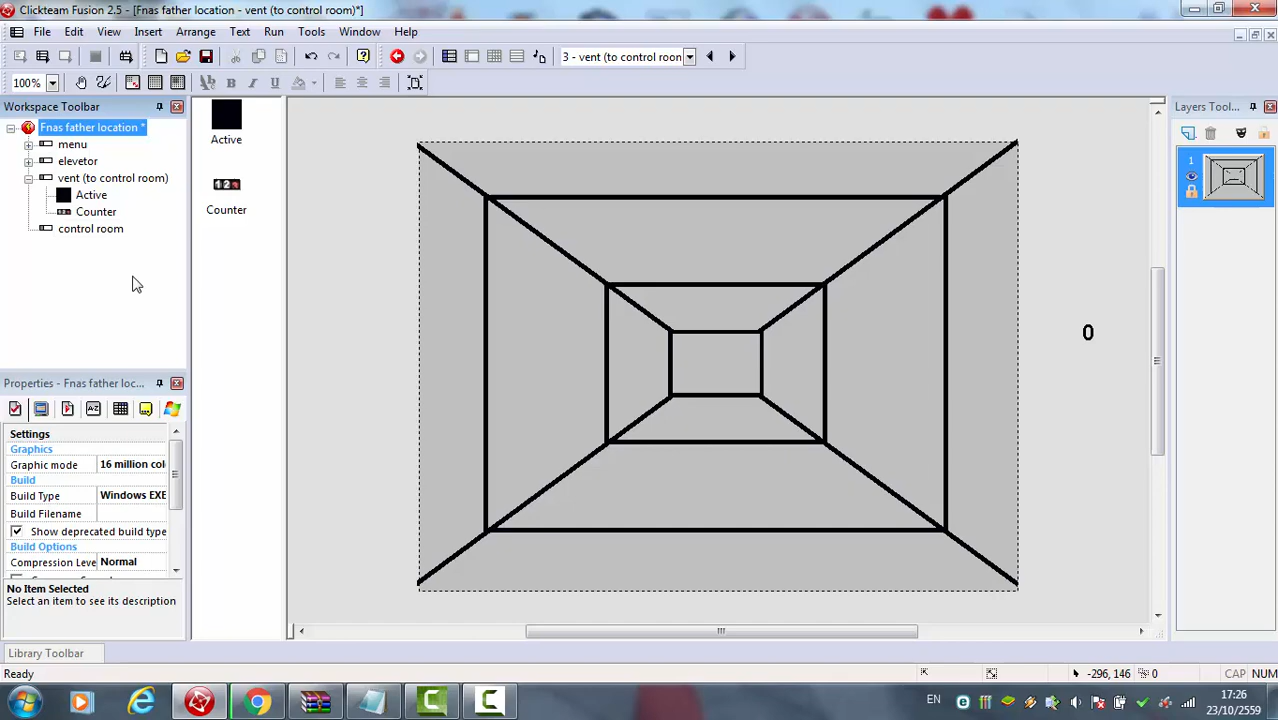 Clickteam Fusion 2.5 - [Fnas father location - vent (to control room)*]
File Edit View Insert Arrange Text Run Tools Window Help
3 - vent (to control roon
100%
Workspace Toolbar
Layers Tool...
Fnas father location *
menu
elevetor
vent (to control room)
Active
Counter
control room
Active
Counter
1
0
Properties - Fnas father loc...
Settings
Graphics
Graphic mode 16 million col
Build
Build Type Windows EXE
Build Filename
Show deprecated build type
Build Options
Compression Leve Normal
No Item Selected
Select an item to see its description
Library Toolbar
Ready
-296, 146
0
CAP NUM
EN
17:26
23/10/2559